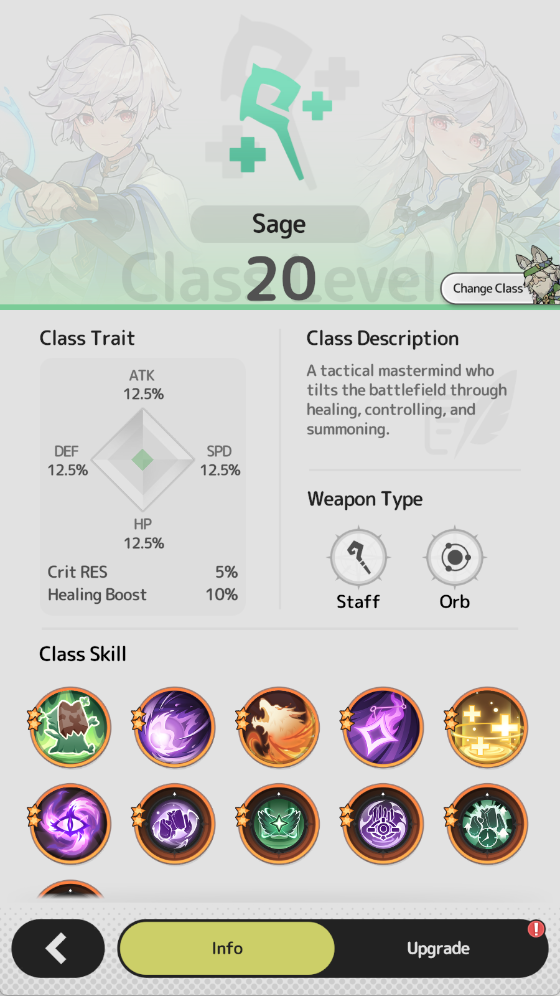 Sage
Class Level
20
Change Class
Class Trait
ATK
12.5%
DEF
12.5%
SPD
12.5%
HP
12.5%
Crit RES 5%
Healing Boost 10%
Class Description
A tactical mastermind who
tilts the battlefield through
healing, controlling, and
summoning.
Weapon Type
Staff Orb
Class Skill
Info Upgrade
!